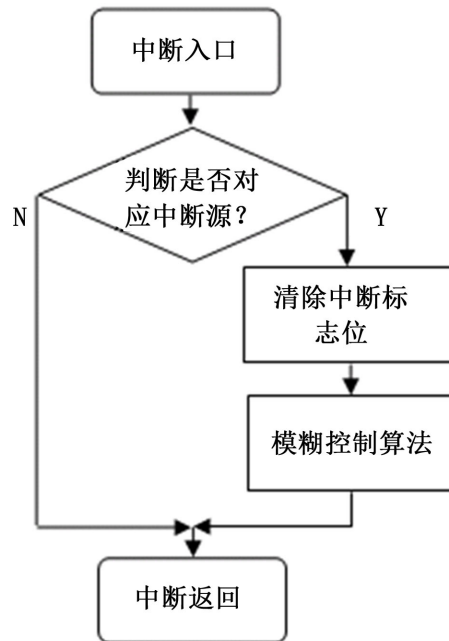 中断入口
判断是否对
应中断源？
N
Y
清除中断标
志位
模糊控制算法
中断返回